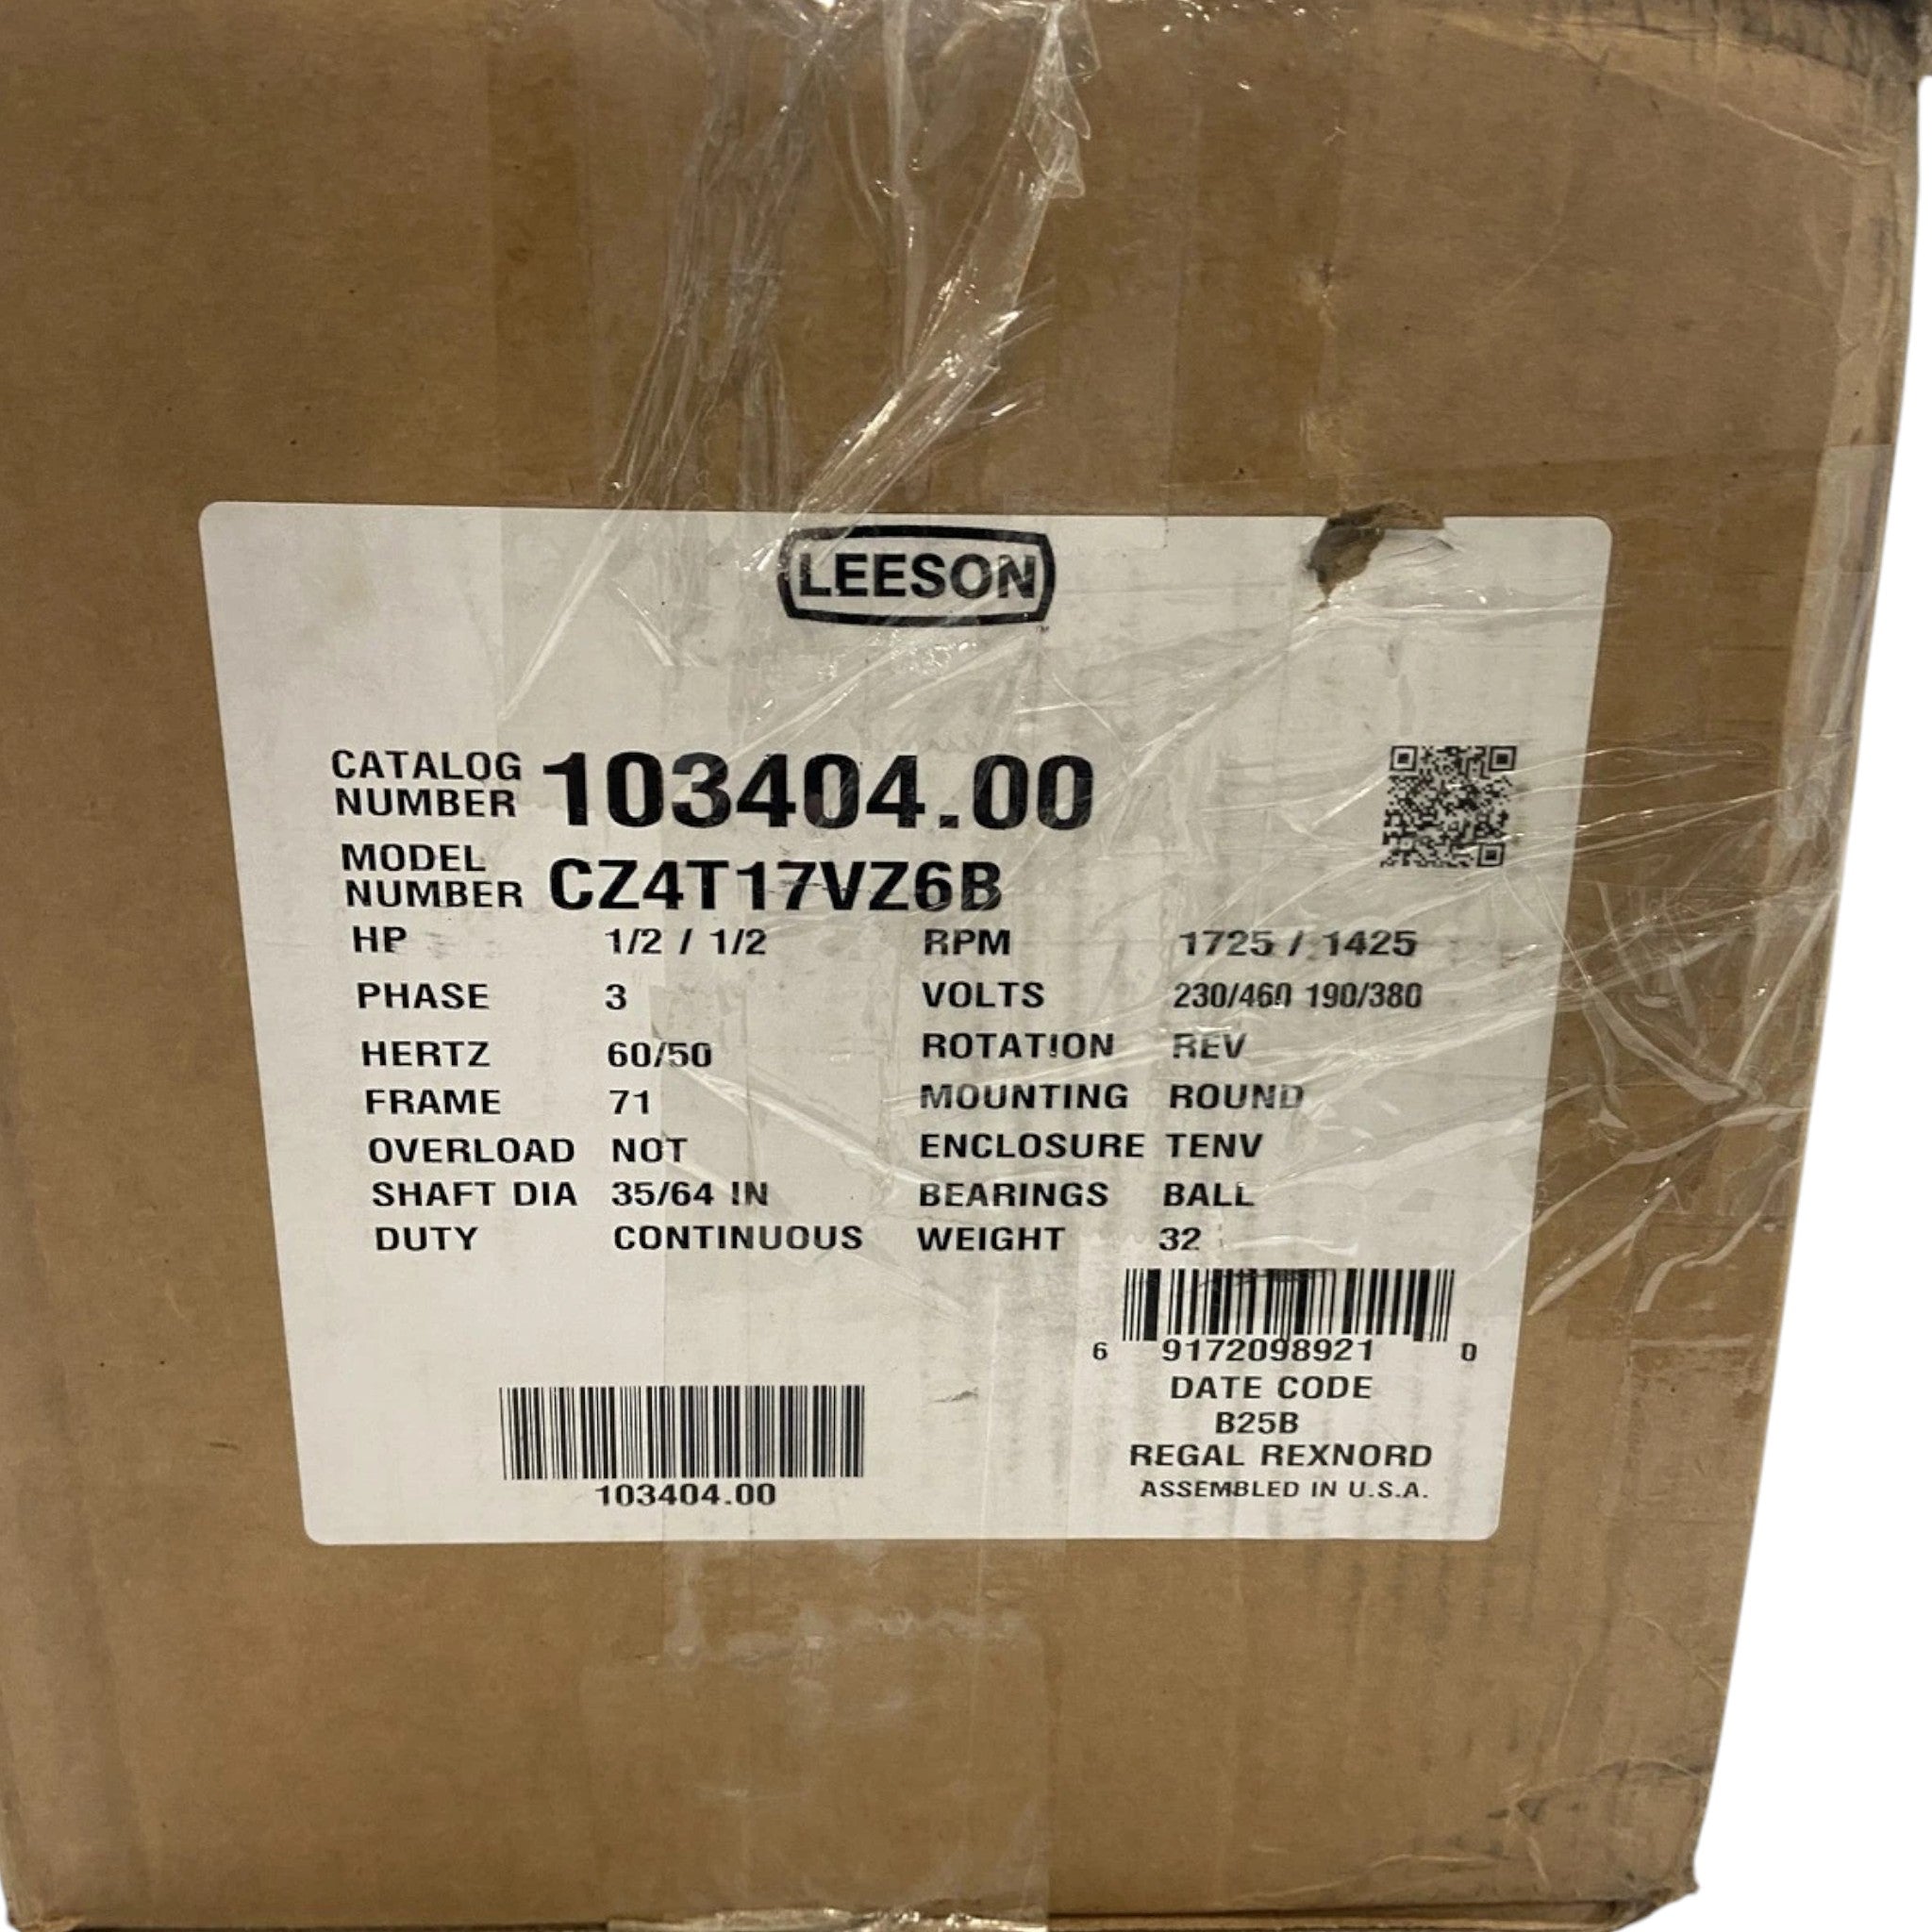 LEESON
CATALOG NUMBER 103404.00
MODEL NUMBER CZ4T17VZ6B
HP 1/2 / 1/2 RPM 1725 / 1425
PHASE 3 VOLTS 230/460 190/380
HERTZ 60/50 ROTATION REV
FRAME 71 MOUNTING ROUND
OVERLOAD NOT ENCLOSURE TENV
SHAFT DIA 35/64 IN BEARINGS BALL
DUTY CONTINUOUS WEIGHT 32
6 9172098921 0
DATE CODE
B25B
REGAL REXNORD
ASSEMBLED IN U.S.A.
103404.00